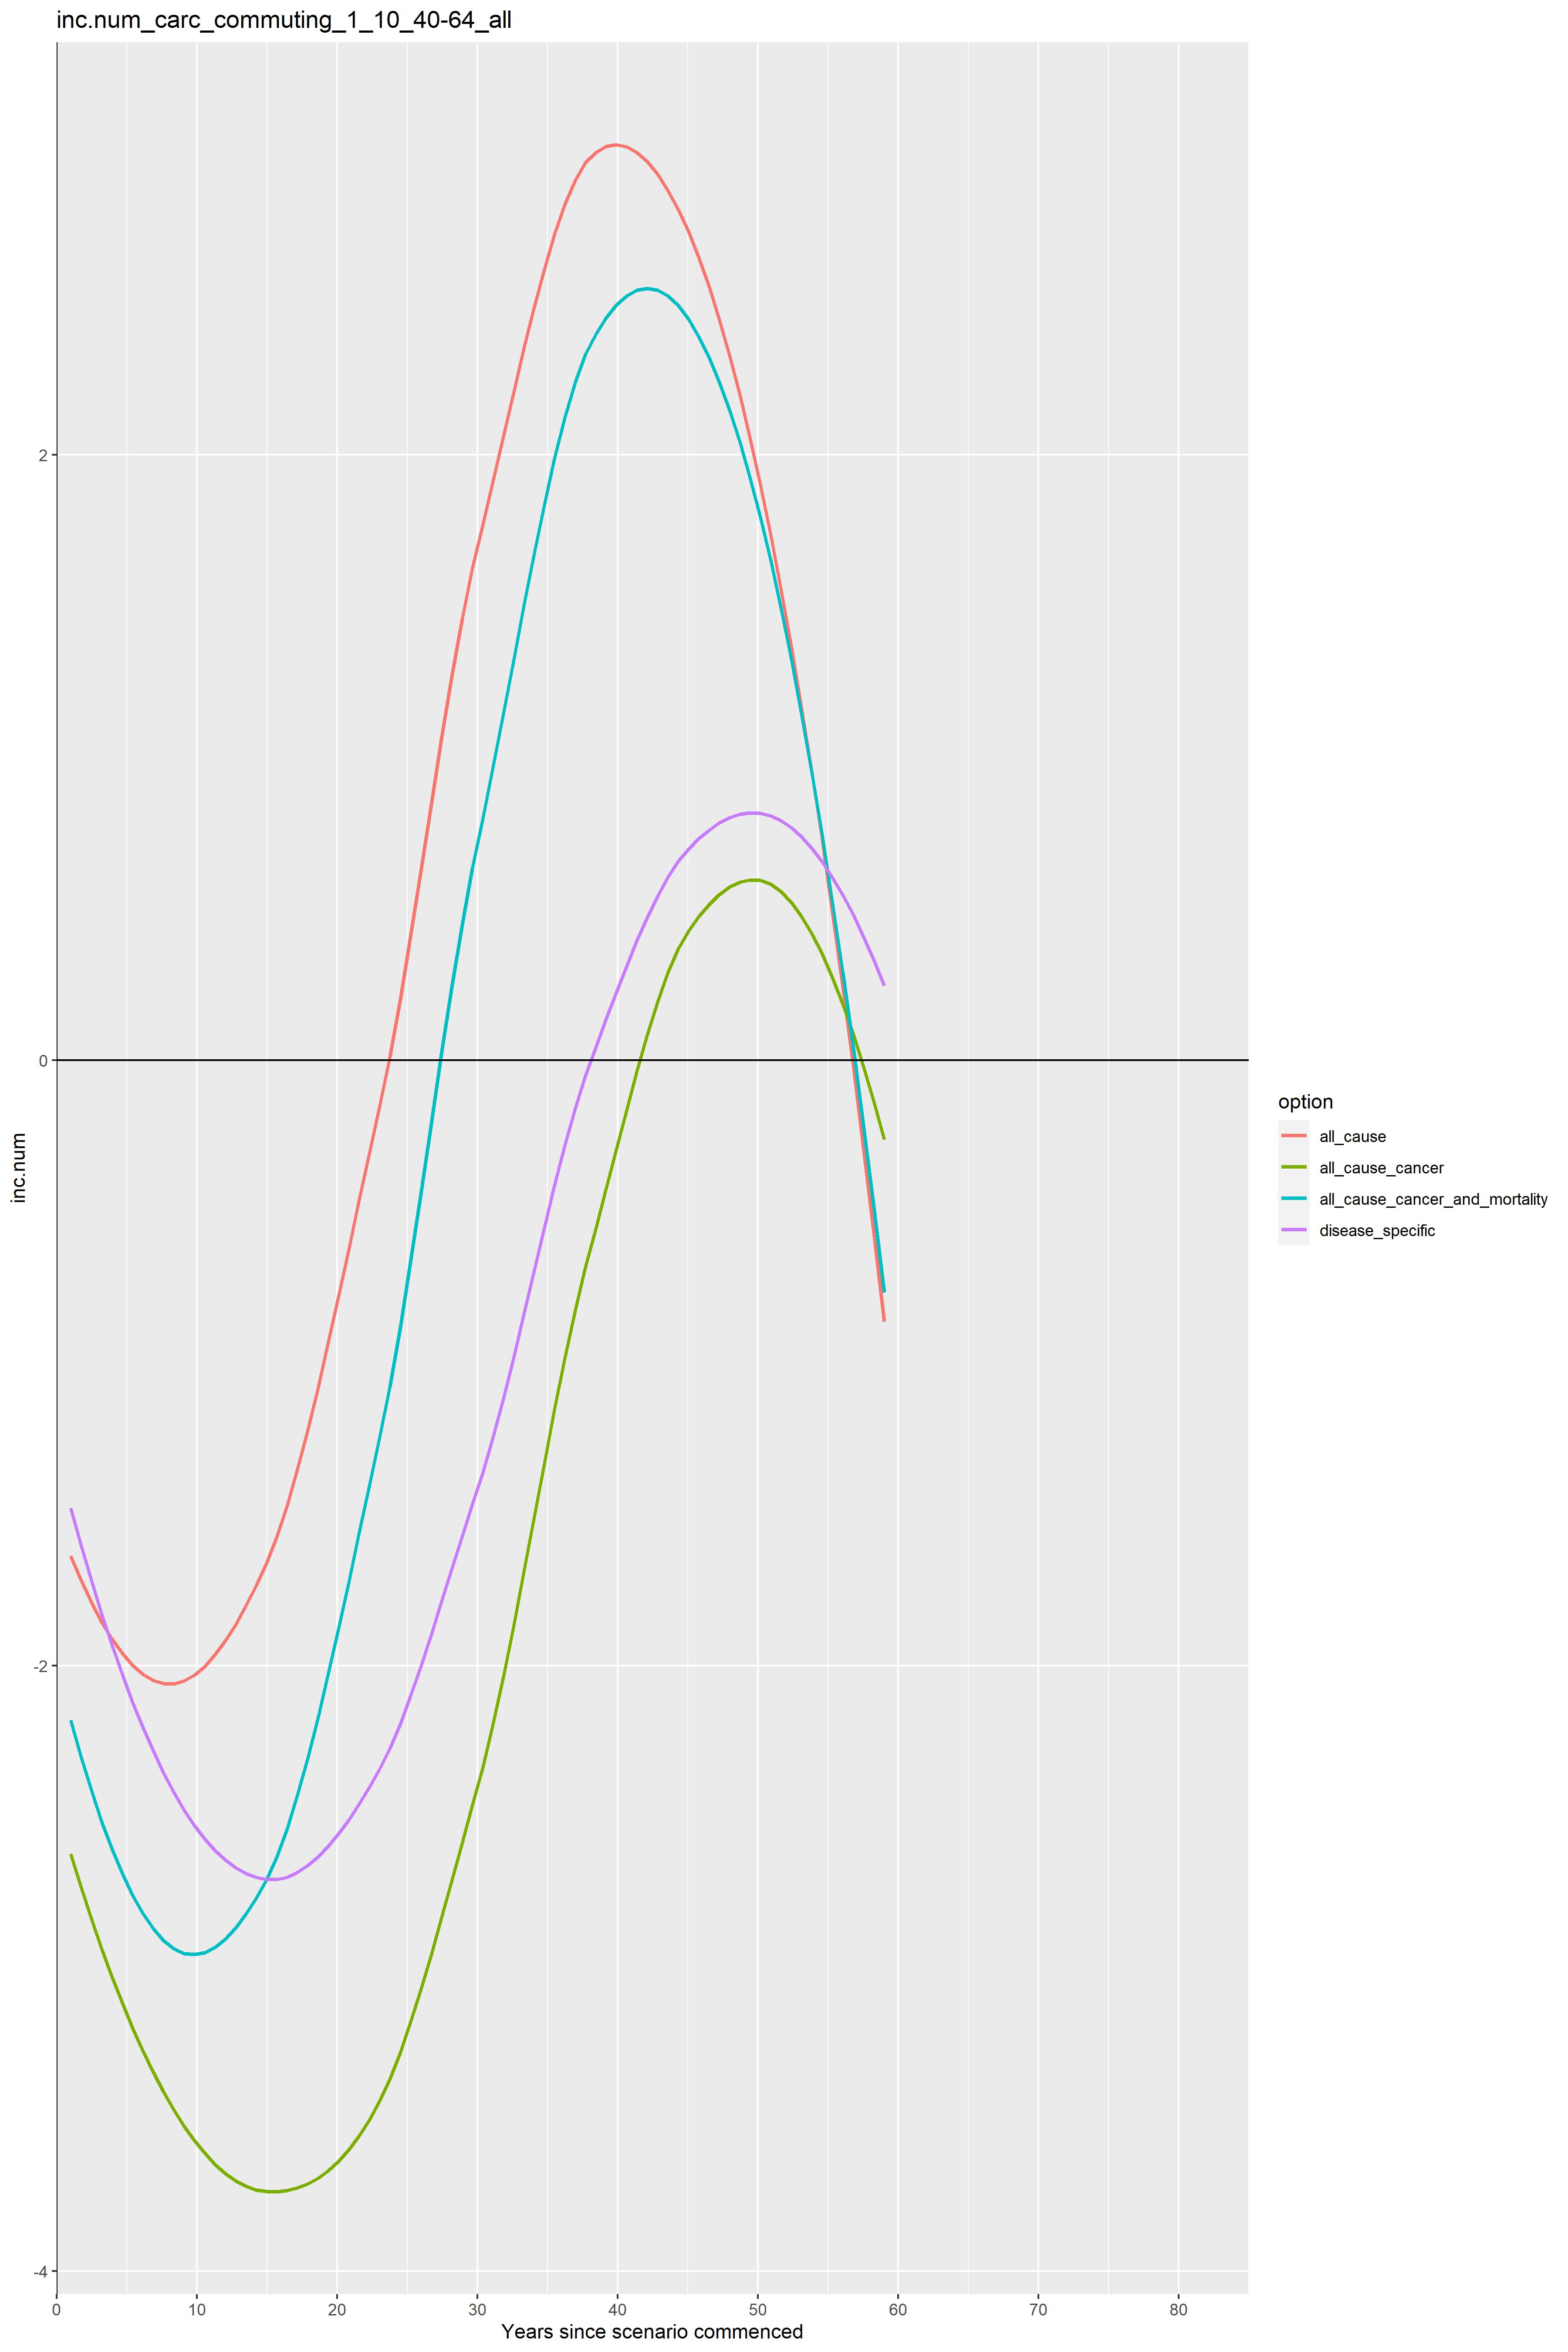 inc.num_carc_commuting_1_10_40-64_all
2
0
-2
-4
inc.num
0 10 20 30 40 50 60 70 80
Years since scenario commenced
option
all_cause
all_cause_cancer
all_cause_cancer_and_mortality
disease_specific